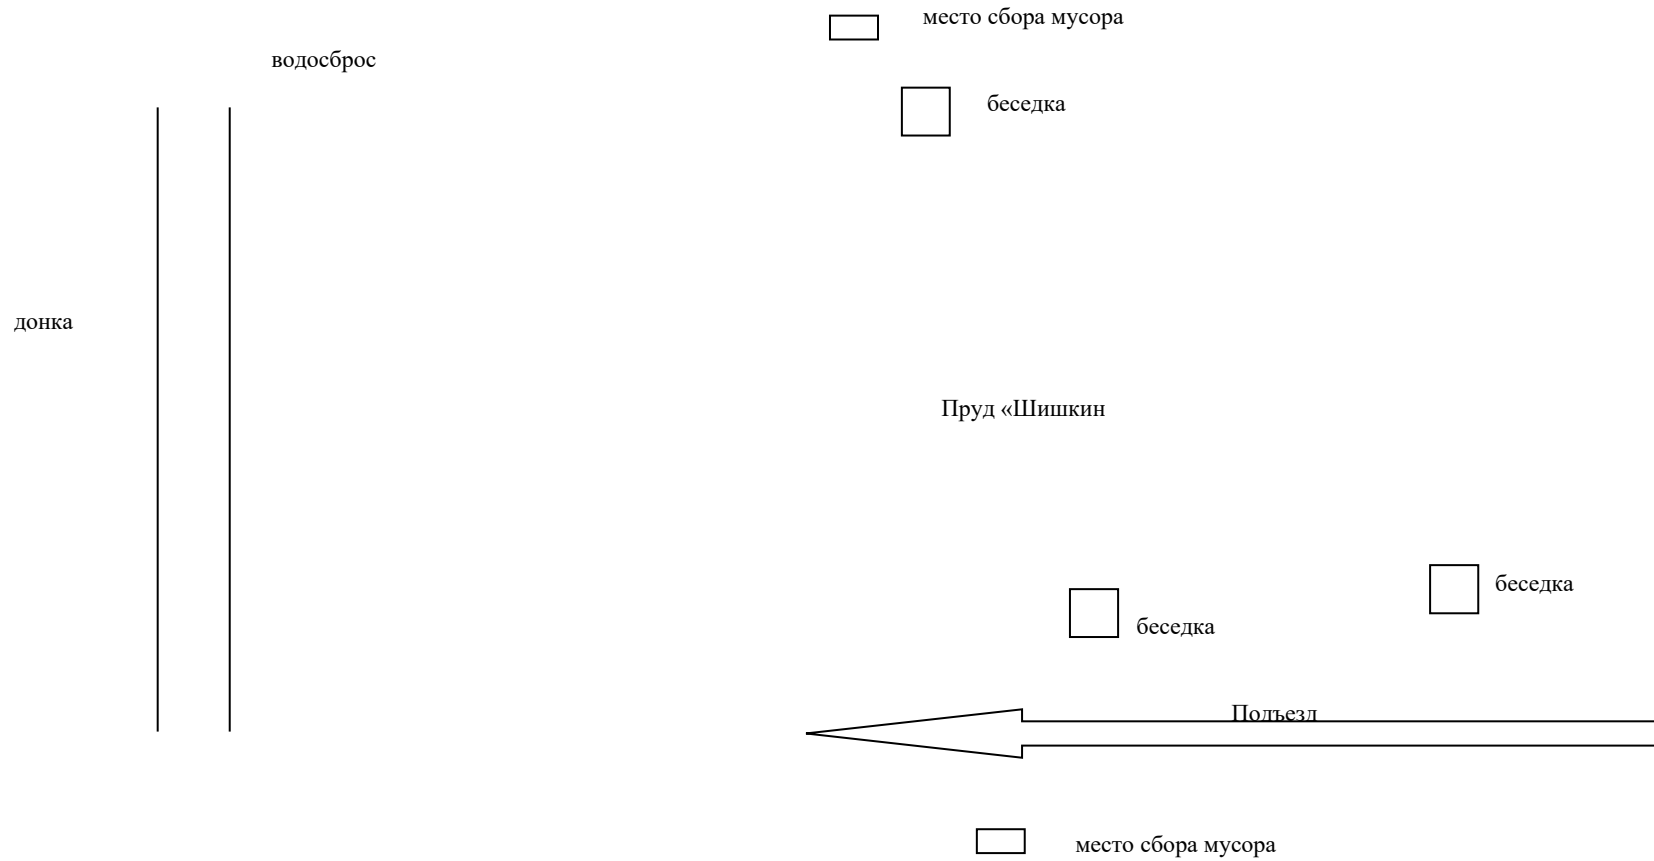 место сбора мусора
водосброс
беседка
донка
Пруд «Шишкин
беседка
беседка
Подъезд
место сбора мусора